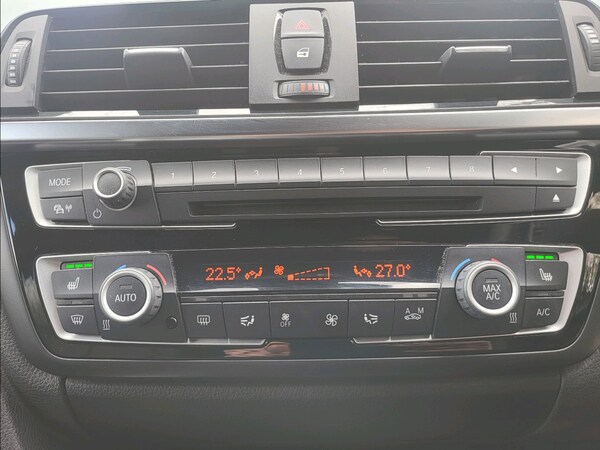 MODE
1 2 3 4 5 6 7 8
22.5° 27.0°
AUTO
MAX A/C
OFF
A M
A/C